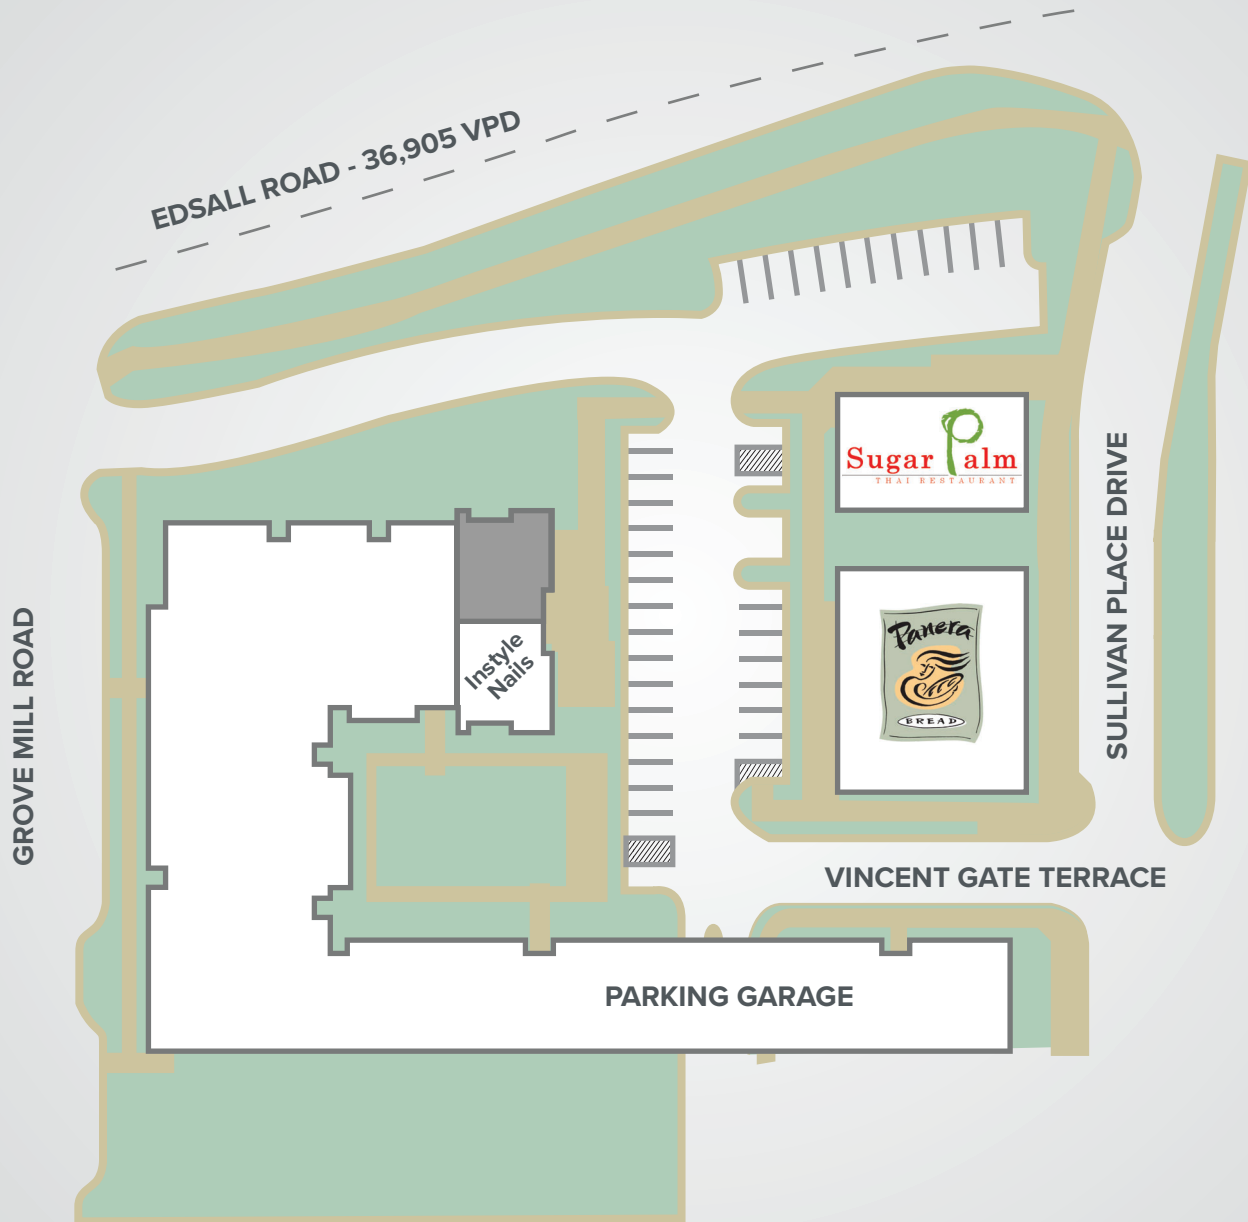 EDSALL ROAD - 36,905 VPD
Sugar Palm
THAI RESTAURANT
SULLIVAN PLACE DRIVE
GROVE MILL ROAD
Instyle
Nails
Panera
BREAD
VINCENT GATE TERRACE
PARKING GARAGE